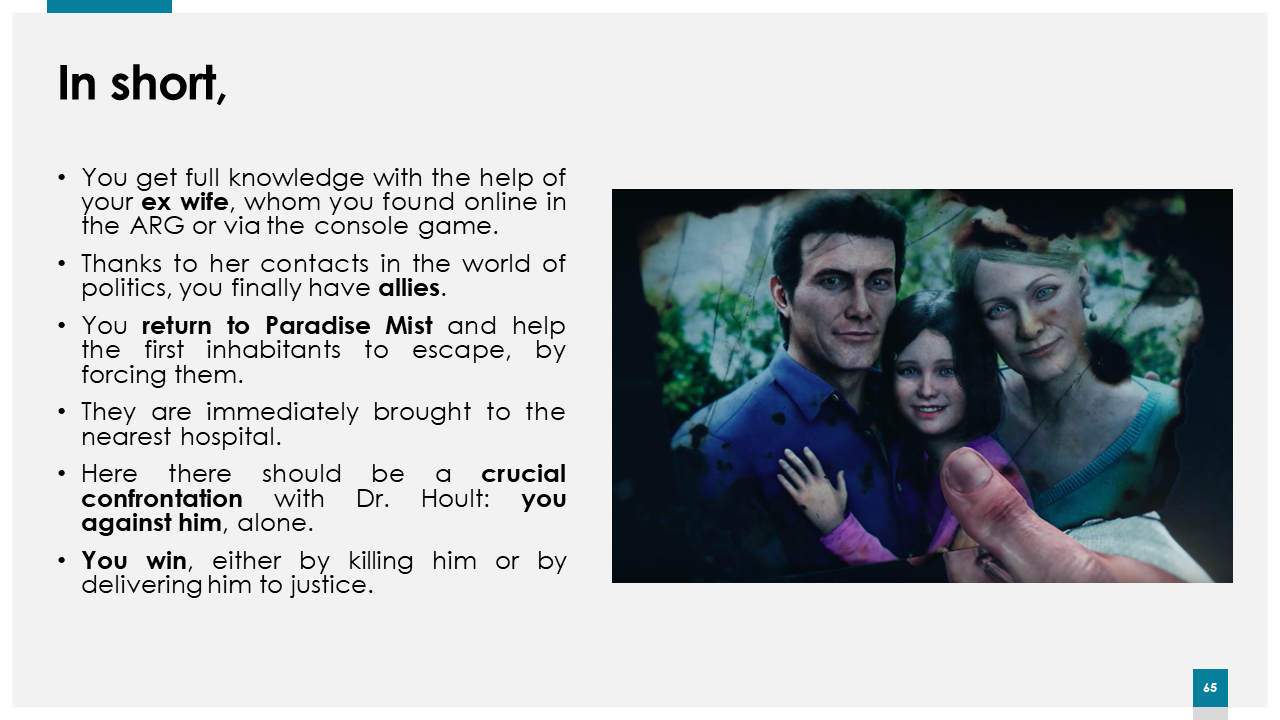 In short,
• You get full knowledge with the help of
your ex wife, whom you found online in
the ARG or via the console game.
• Thanks to her contacts in the world of
politics, you finally have allies.
• You return to Paradise Mist and help
the first inhabitants to escape, by
forcing them.
• They are immediately brought to the
nearest hospital.
• Here there should be a crucial
confrontation with Dr. Hoult: you
against him, alone.
• You win, either by killing him or by
delivering him to justice.
65